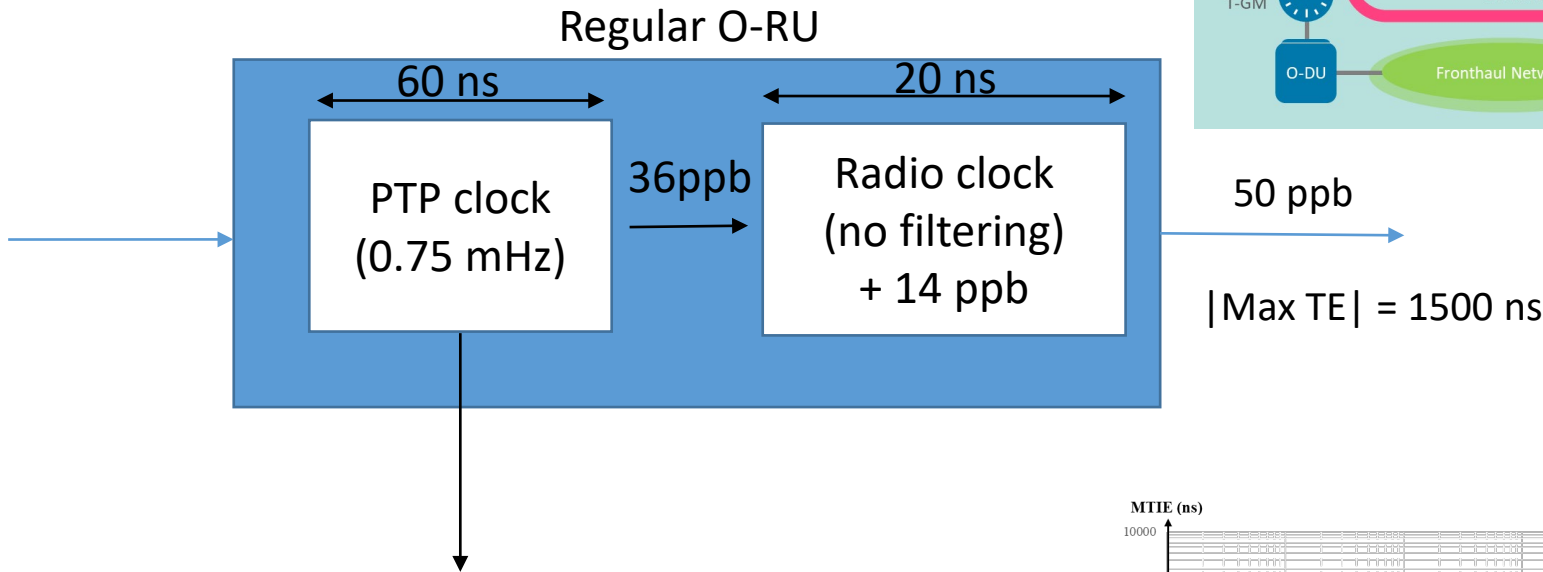 Regular O-RU
T-GM
O-DU
Fronthaul Netw
60 ns
20 ns
PTP clock
(0.75 mHz)
36ppb
Radio clock
(no filtering)
+ 14 ppb
50 ppb
|Max TE| = 1500 ns
MTIE (ns)
10000